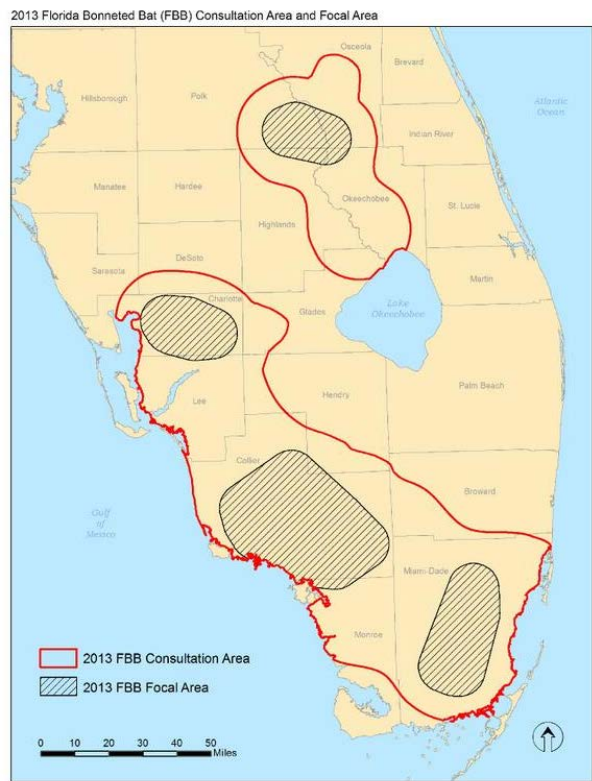 2013 Florida Bonneted Bat (FBB) Consultation Area and Focal Area
Osceola
Brevard
Hillsborough
Polk
Atlantic
Ocean
Indian River
Manatee
Hardee
Okeechobee
St. Lucie
Highlands
DeSoto
Sarasota
Martin
Charlotte
Glades
Lake
Okeechobee
Lee
Hendry
Palm Beach
Collier
Broward
Gulf
of
Mexico
Miami-Dade
Monroe
2013 FBB Consultation Area
2013 FBB Focal Area
0 10 20 30 40 50
Miles